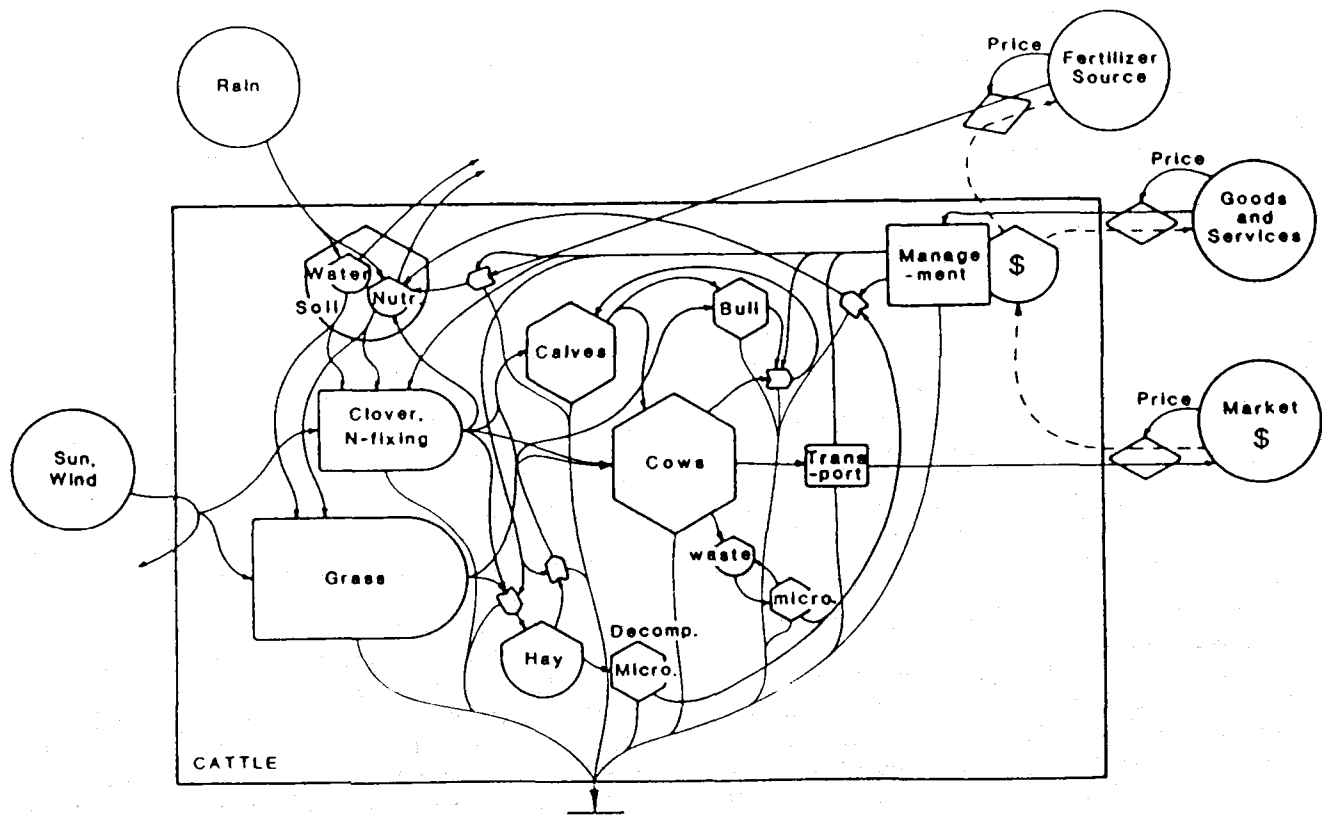 Price
Fertilizer
Source
Rain
Price
Goods
and
Services
Manage
-ment
$
Water
Nutr.
Soil
Bull
Calves
Price
Market
$
Clover,
N-fixing
Sun,
Wind
Cows
Trans
-port
waste
Grass
micro.
Decomp.
Hay
Micro.
CATTLE